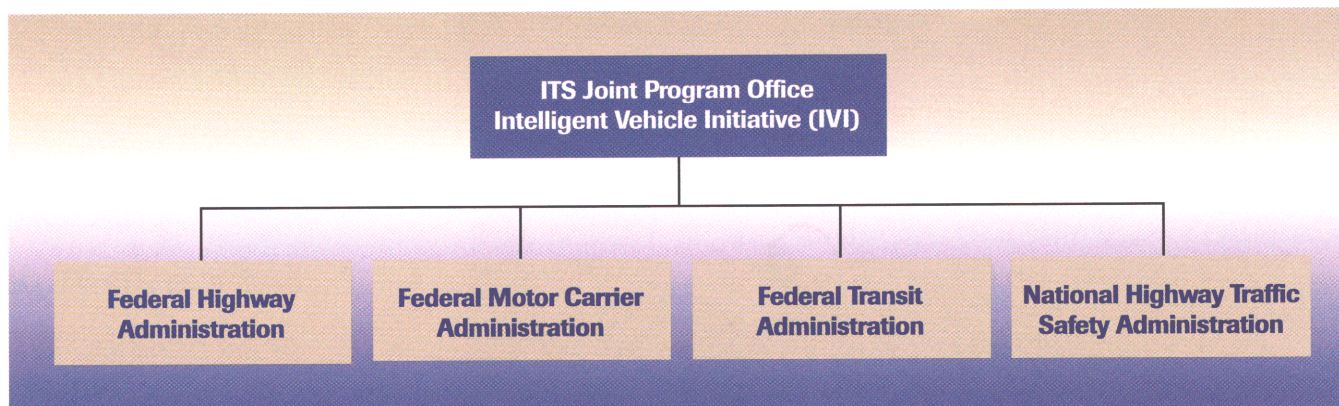 ITS Joint Program Office
Intelligent Vehicle Initiative (IVI)
Federal Highway
Administration
Federal Motor Carrier
Administration
Federal Transit
Administration
National Highway Traffic
Safety Administration